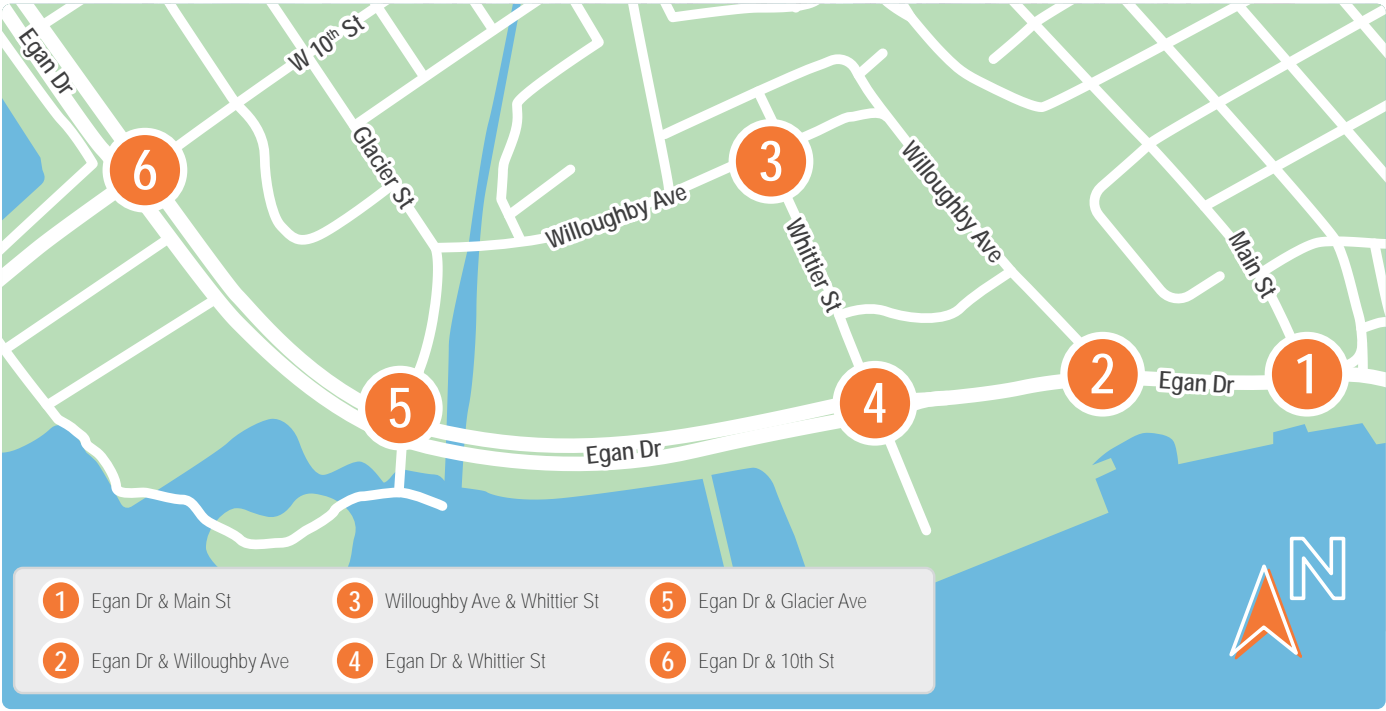 Egan Dr
W 10th St
6
Glacier St
3
Willoughby Ave
Willoughby Ave
Whittier St
Main St
5
4
2
Egan Dr
1
Egan Dr
N
1 Egan Dr & Main St
3 Willoughby Ave & Whittier St
5 Egan Dr & Glacier Ave
2 Egan Dr & Willoughby Ave
4 Egan Dr & Whittier St
6 Egan Dr & 10th St